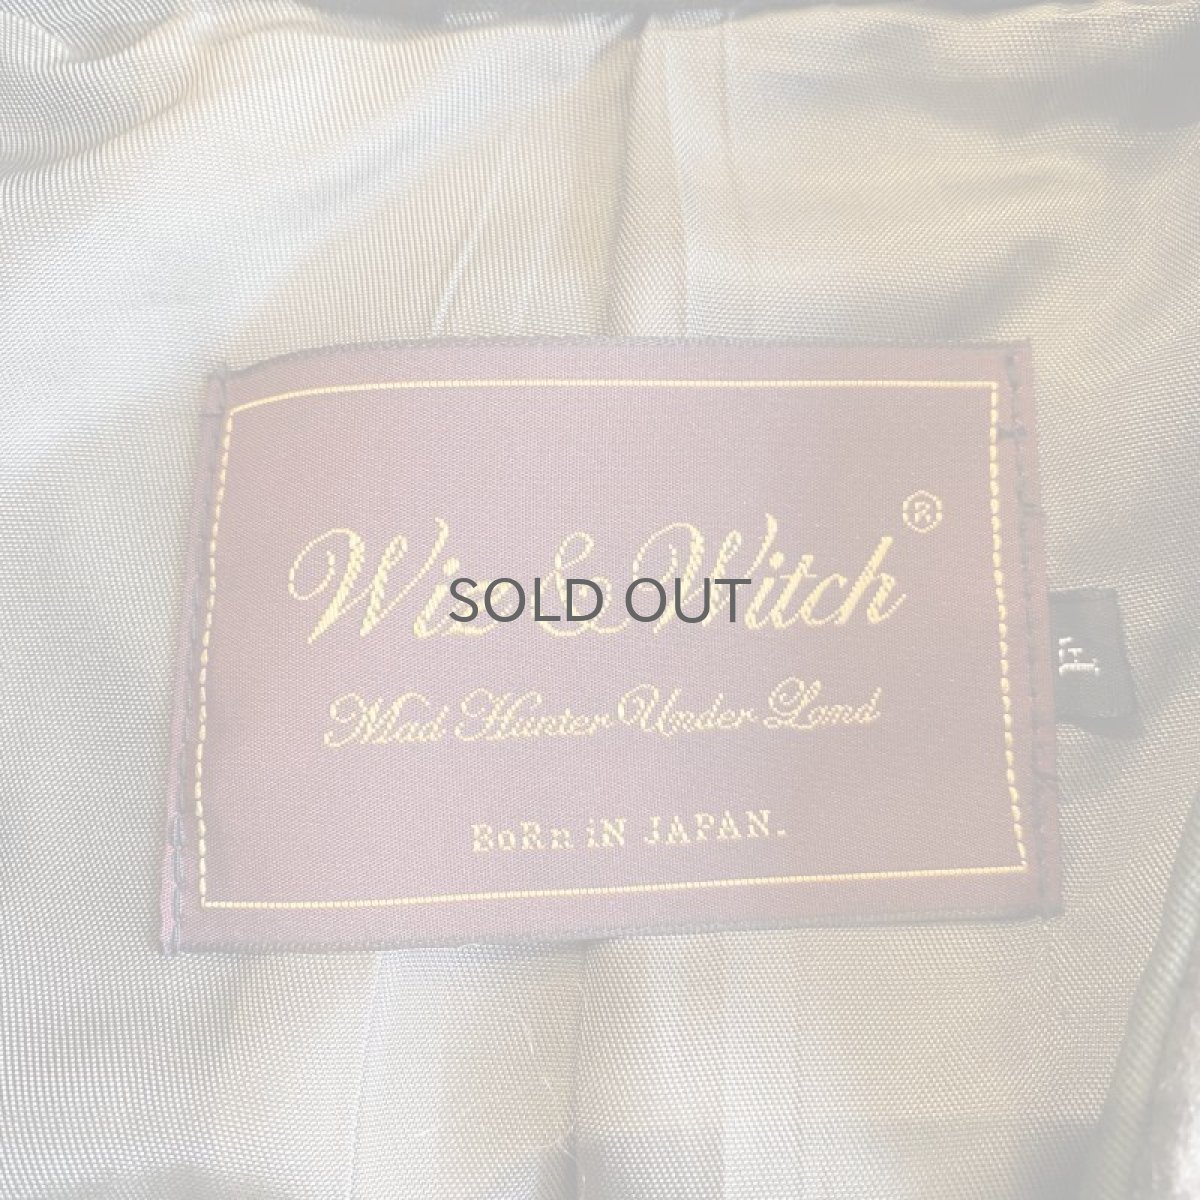 Wiz & Witch ®
SOLD OUT
Mad Hunter Under Land
BoRn iN JAPAN.
F